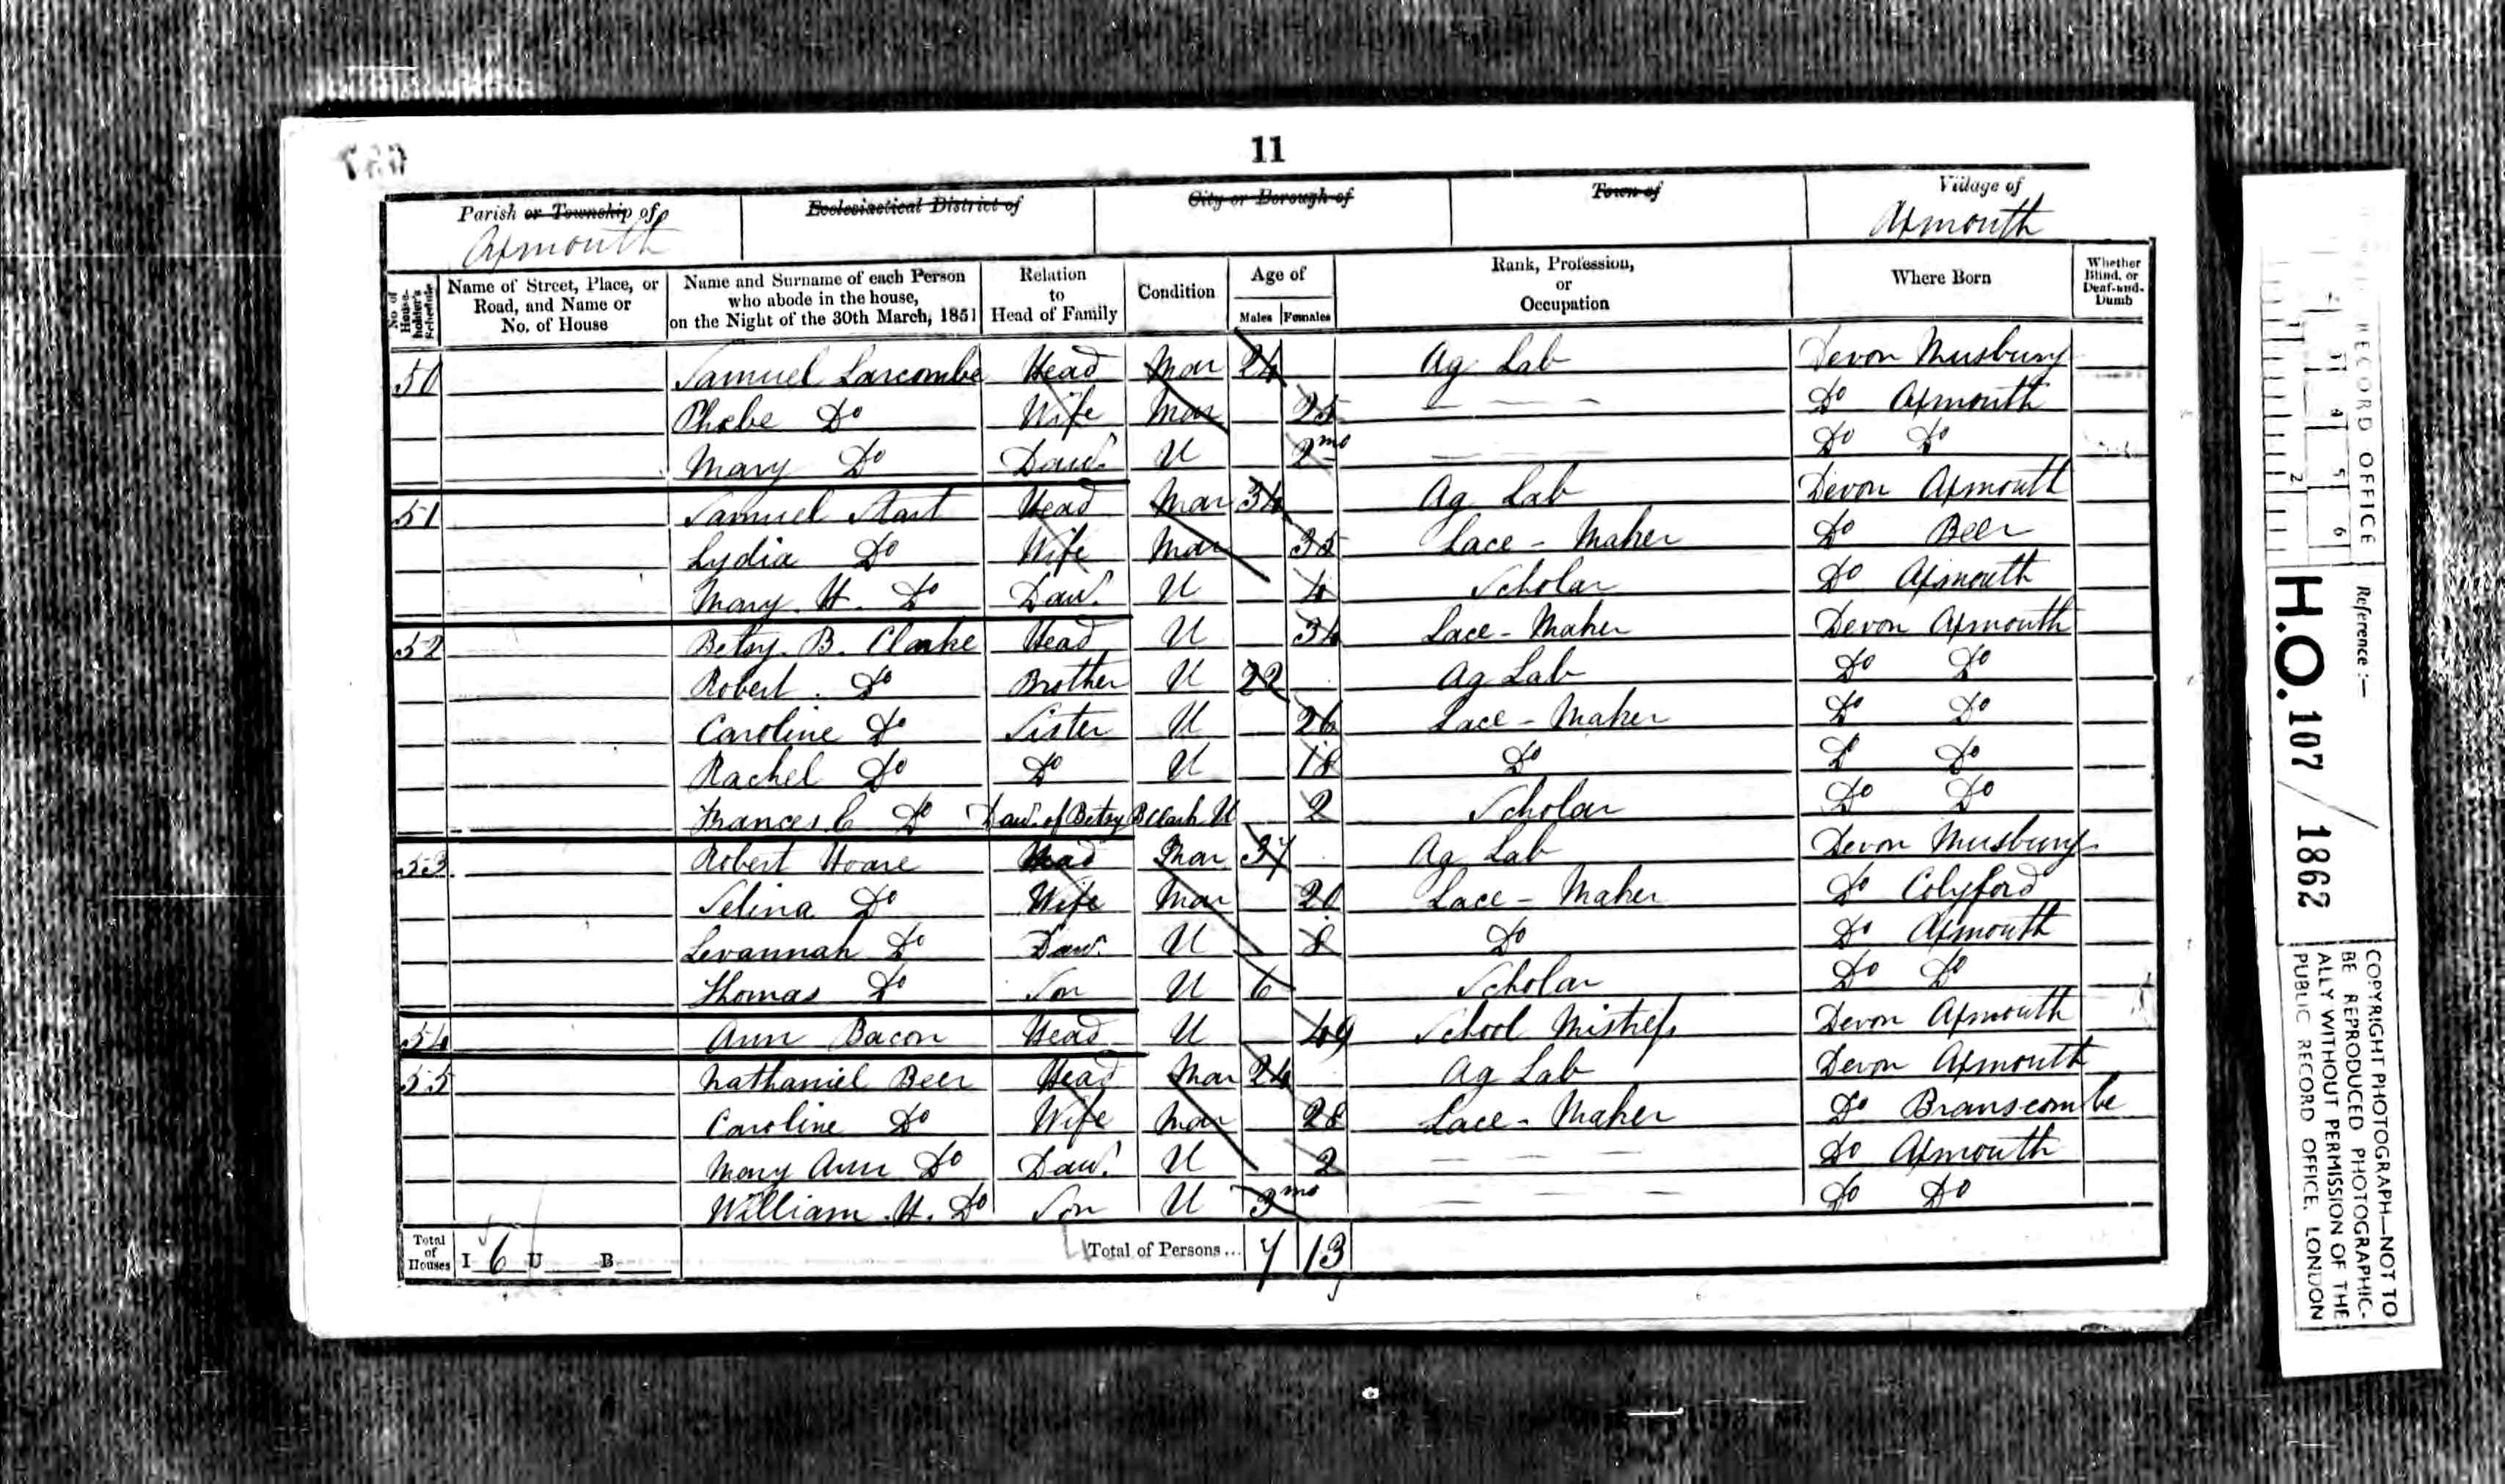 11
Parish or Township of Ecclesiastical District of City or Borough of Town of Village of
Axmouth Axmouth
No of House-holder's Schedule Name of Street, Place, or Road, and Name or No. of House Name and Surname of each Person who abode in the house, on the Night of the 30th March, 1851 Relation to Head of Family Condition Age of Males Females Rank, Profession, or Occupation Where Born Whether Blind, or Deaf-and-Dumb
50 Samuel Larcombe Head Mar 24 Ag Lab Devon Musbury
Phoebe Do Wife Mar 25 — — — Do Axmouth
Mary Do Daur. U 2 mo Do Do
51 Samuel Start Head Mar 34 Ag Lab Devon Axmouth
Lydia Do Wife Mar 35 Lace - Maker Do Beer
Mary. H. Do Daur. U 4 Scholar Do Axmouth
52 Betsy. B. Clarke Head U 34 Lace - Maker Devon Axmouth
Robert. Do Brother U 22 Ag Lab Do Do
Caroline Do Sister U 26 Lace - Maker Do Do
Rachel Do Do U 18 Do Do Do
Frances. E Do Daur. of Betsy B Clark U 2 Scholar Do Do
53 Robert Hoare Head Mar 37 Ag Lab Devon Musbury
Selina Do Wife Mar 20 Lace - Maker Do Colyford
Levannah Do Daur. U 8 Do Do Axmouth
Thomas Do Son U 6 Scholar Do Do
54 Ann Bacon Head U 49 School Mistress Devon Axmouth
55 Nathaniel Beer Head Mar 24 Ag Lab Devon Axmouth
Caroline Do Wife Mar 28 Lace - Maker Do Branscombe
Mary Ann Do Daur. U 2 — — — Do Axmouth
William. H. Do Son U 3 mo — — — Do Do
Total of Houses I 6 U B Total of Persons... 7 13
RECORD OFFICE
Reference :—
H.O. 107 / 1862
COPYRIGHT PHOTOGRAPH—NOT TO
BE REPRODUCED PHOTOGRAPHIC-
ALLY WITHOUT PERMISSION OF THE
PUBLIC RECORD OFFICE, LONDON